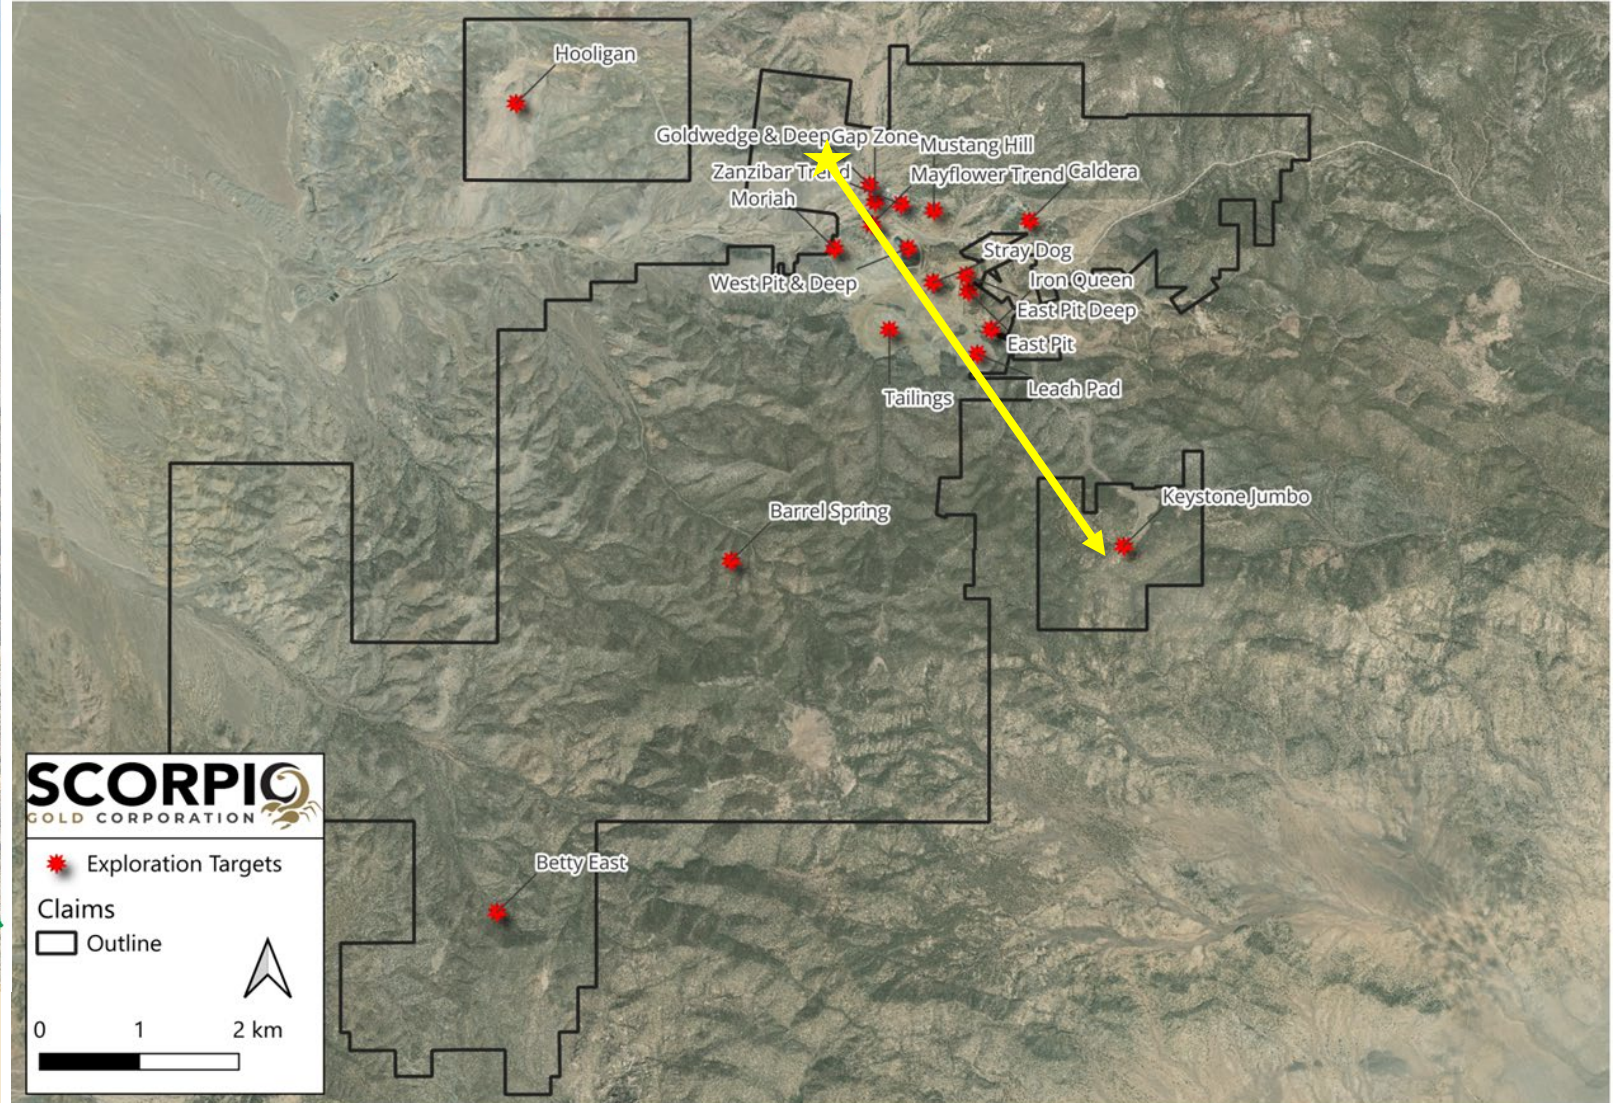 Hooligan
Goldwedge & Deep
Gap Zone
Mustang Hill
Zanzibar Trend
Mayflower Trend
Caldera
Moriah
Stray Dog
West Pit & Deep
Iron Queen
East Pit Deep
East Pit
Leach Pad
Tailings
Keystone Jumbo
Barrel Spring
Betty East
SCORPIO
GOLD CORPORATION
Exploration Targets
Claims
Outline
0 1 2 km